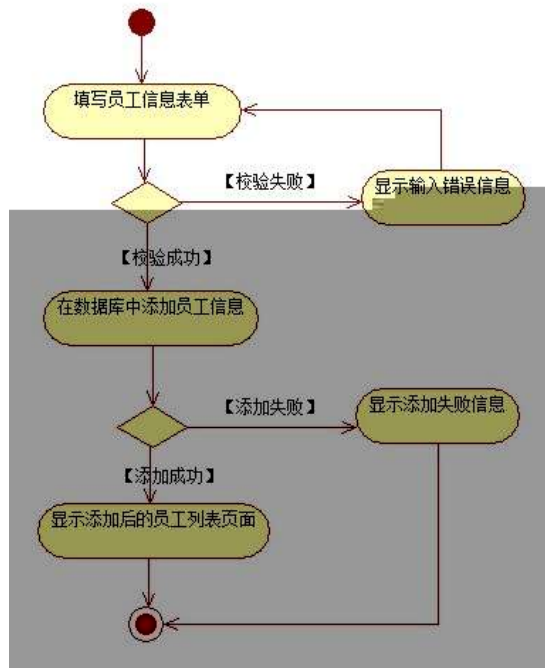 填写员工信息表单
【校验失败】
显示输入错误信息
【校验成功】
在数据库中添加员工信息
【添加失败】
显示添加失败信息
【添加成功】
显示添加后的员工列表页面